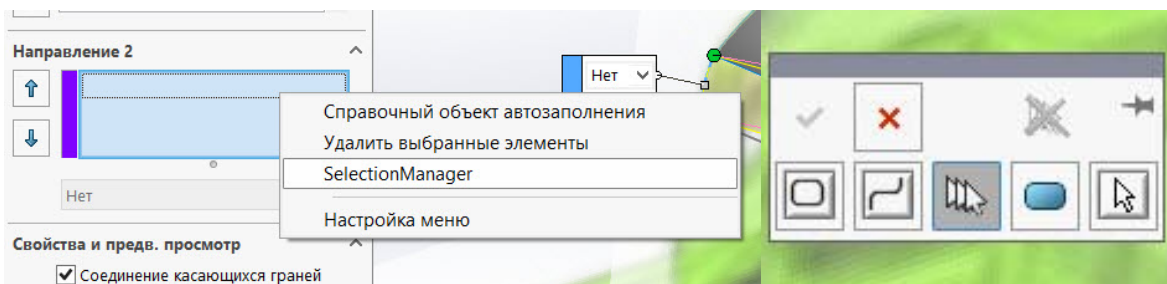 Направление 2
Нет
Справочный объект автозаполнения
Удалить выбранные элементы
SelectionManager
Нет
Настройка меню
Свойства и предв. просмотр
Соединение касающихся граней